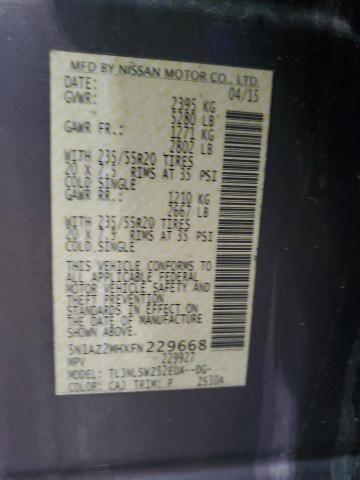 MFD BY NISSAN MOTOR CO., LTD.
DATE: 04/15
GVWR: 2395 KG
5280 LB
GAWR FR.: 1271 KG
2802 LB
WITH 235/55R20 TIRES
20 X 7.5 RIMS AT 35 PSI
COLD SINGLE
GAWR RR.: 1210 KG
2667 LB
WITH 235/55R20 TIRES
20 X 7.5 RIMS AT 35 PSI
COLD SINGLE
THIS VEHICLE CONFORMS TO
ALL APPLICABLE FEDERAL
MOTOR VEHICLE SAFETY
STANDARDS IN EFFECT ON
THE DATE OF MANUFACTURE
SHOWN ABOVE.
5N1AZ2MHXFN229668
MPV 229927
MODEL: TLJNLSWZ52EUA--DG-
COLOR: CAJ TRIM: P 2530A